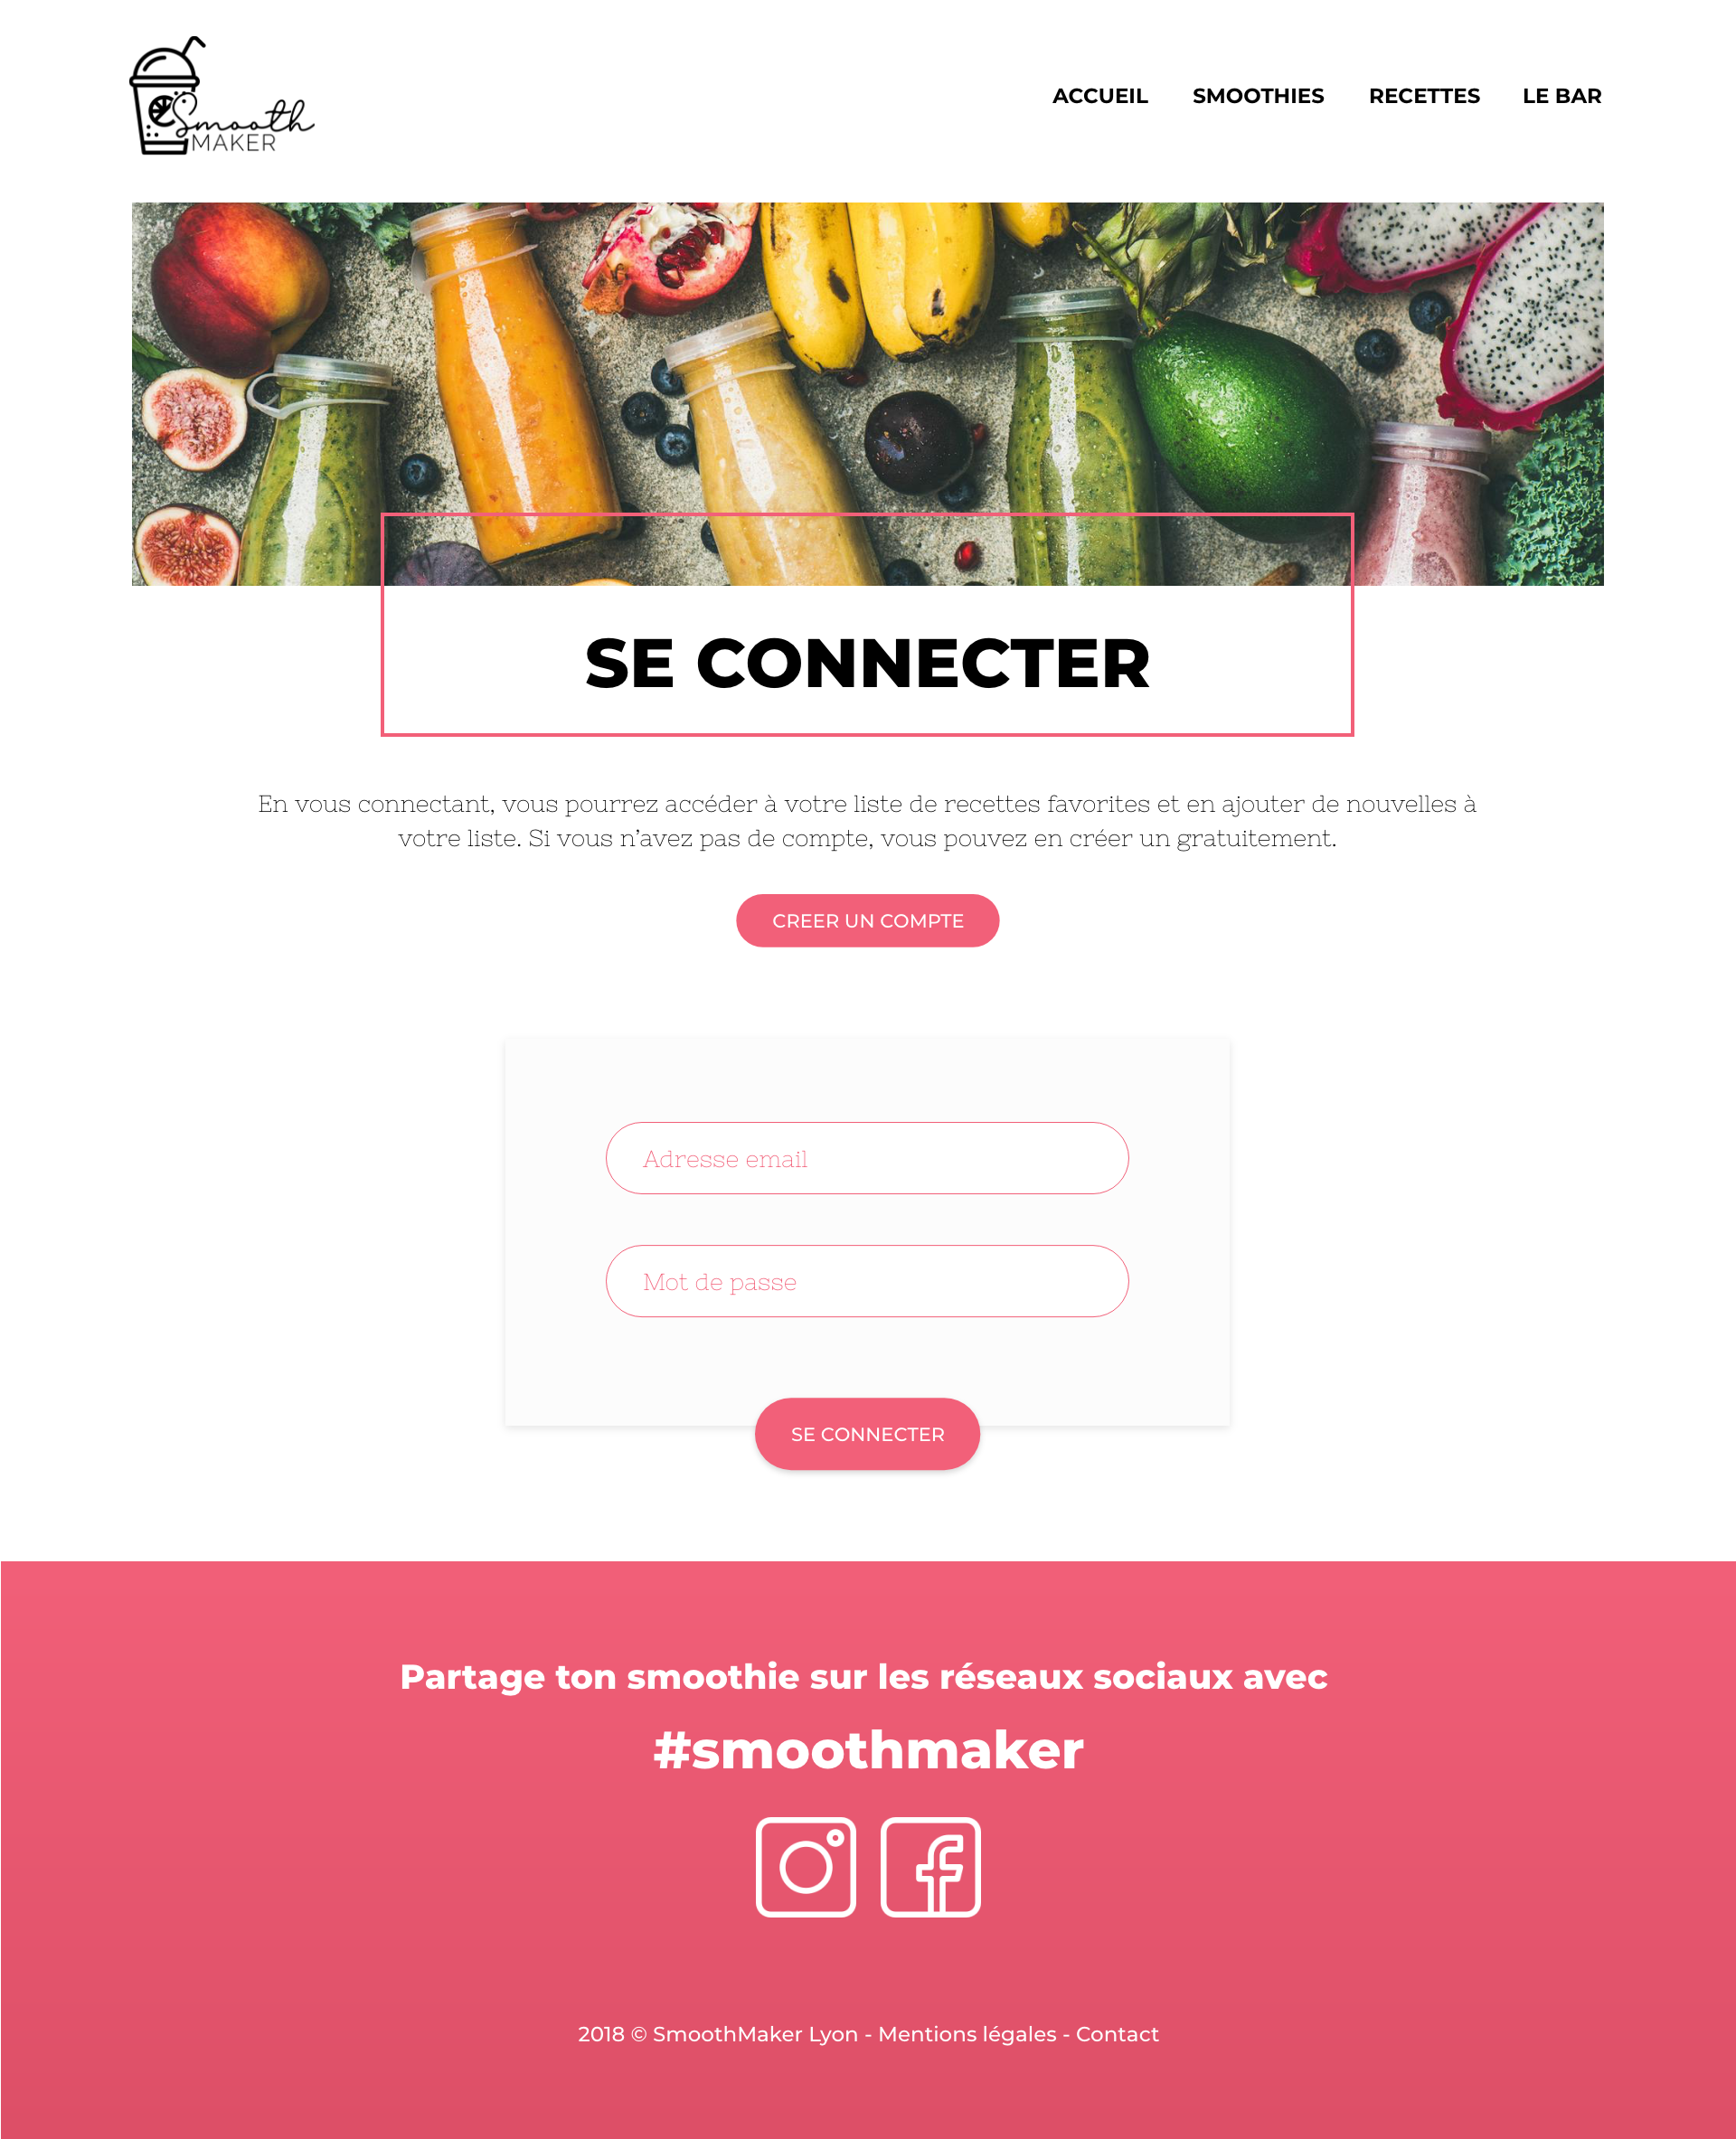 Smooth
MAKER
ACCUEIL SMOOTHIES RECETTES LE BAR
SE CONNECTER
En vous connectant, vous pourrez accéder à votre liste de recettes favorites et en ajouter de nouvelles à
votre liste. Si vous n’avez pas de compte, vous pouvez en créer un gratuitement.
CREER UN COMPTE
Adresse email
Mot de passe
SE CONNECTER
Partage ton smoothie sur les réseaux sociaux avec
#smoothmaker
2018 © SmoothMaker Lyon - Mentions légales - Contact